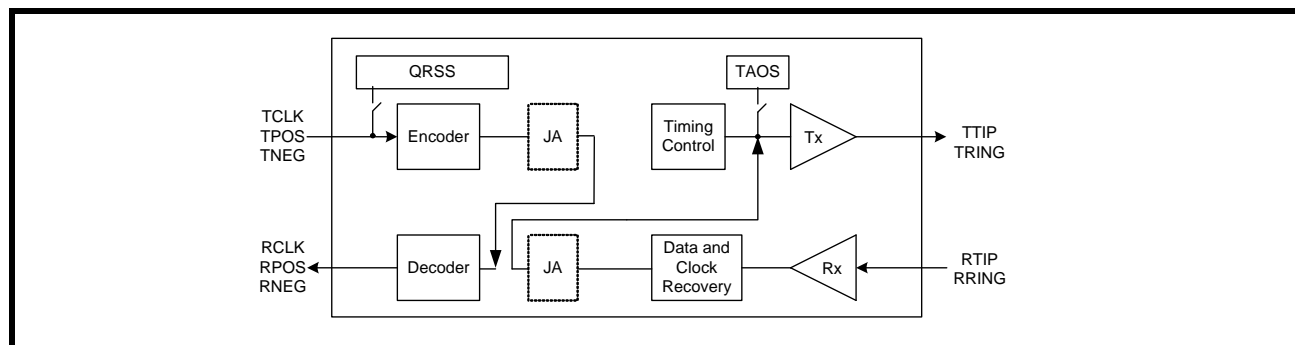 QRSS
TAOS
TCLK
TPOS
TNEG
Encoder
JA
Timing
Control
Tx
TTIP
TRING
RCLK
RPOS
RNEG
Decoder
JA
Data and
Clock
Recovery
Rx
RTIP
RRING